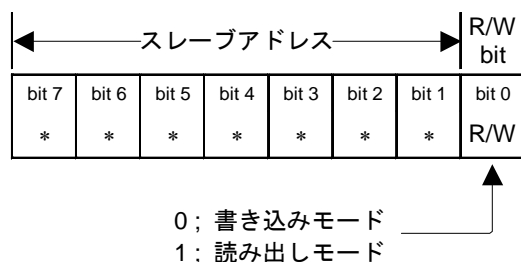 スレーブアドレス R/W
bit
bit 7 bit 6 bit 5 bit 4 bit 3 bit 2 bit 1 bit 0
* * * * * * * R/W
0 ; 書き込みモード
1 ; 読み出しモード